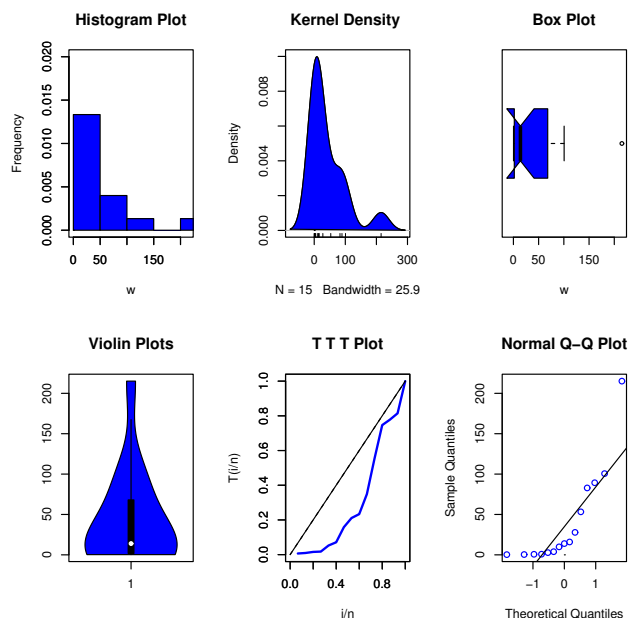 Histogram Plot
Frequency
0.000 0.005 0.010 0.015 0.020
0 50 150
w
Kernel Density
Density
0.000 0.004 0.008
0 100 300
N = 15 Bandwidth = 25.9
Box Plot
0 50 150
w
Violin Plots
0 50 100 150 200
1
T T T Plot
T(i/n)
0.0 0.2 0.4 0.6 0.8 1.0
0.0 0.4 0.8
i/n
Normal Q−Q Plot
Sample Quantiles
0 50 100 150 200
−1 0 1
Theoretical Quantiles